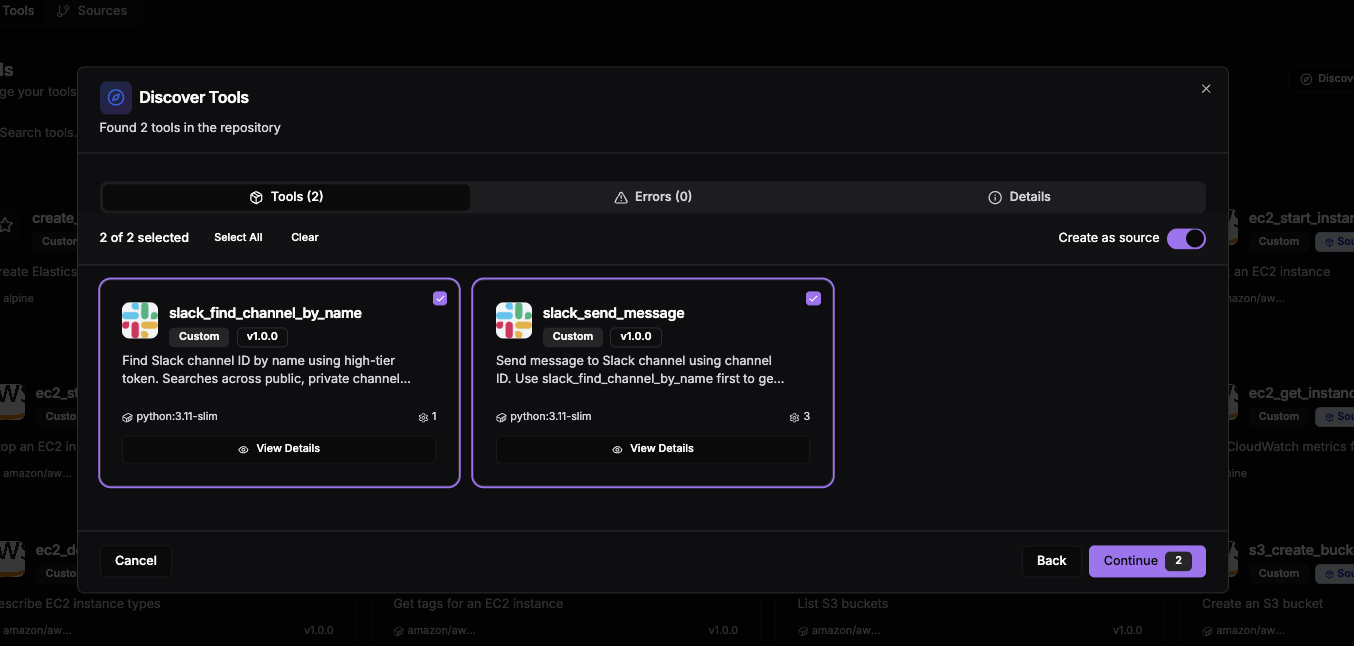 Tools Sources
ge your tools
Search tools.
Discov
Discover Tools
Found 2 tools in the repository
Tools (2)
Errors (0)
Details
2 of 2 selected
Select All
Clear
Create as source
slack_find_channel_by_name
Custom v1.0.0
Find Slack channel ID by name using high-tier
token. Searches across public, private channel...
python:3.11-slim 1
View Details
slack_send_message
Custom v1.0.0
Send message to Slack channel using channel
ID. Use slack_find_channel_by_name first to ge...
python:3.11-slim 3
View Details
Cancel
Back
Continue 2
create_
Custom
reate Elastics
alpine
ec2_st
Custo
top an EC2 in
amazon/aw...
ec2_de
Custo
escribe EC2 instance types
amazon/aw... v1.0.0
Get tags for an EC2 instance
amazon/aw... v1.0.0
List S3 buckets
amazon/aw... v1.0.0
ec2_start_instan
Custom Sou
an EC2 instance
mazon/aw...
ec2_get_instanc
Custom Sou
CloudWatch metrics f
pine
s3_create_buck
Custom Sou
Create an S3 bucket
amazon/aw...